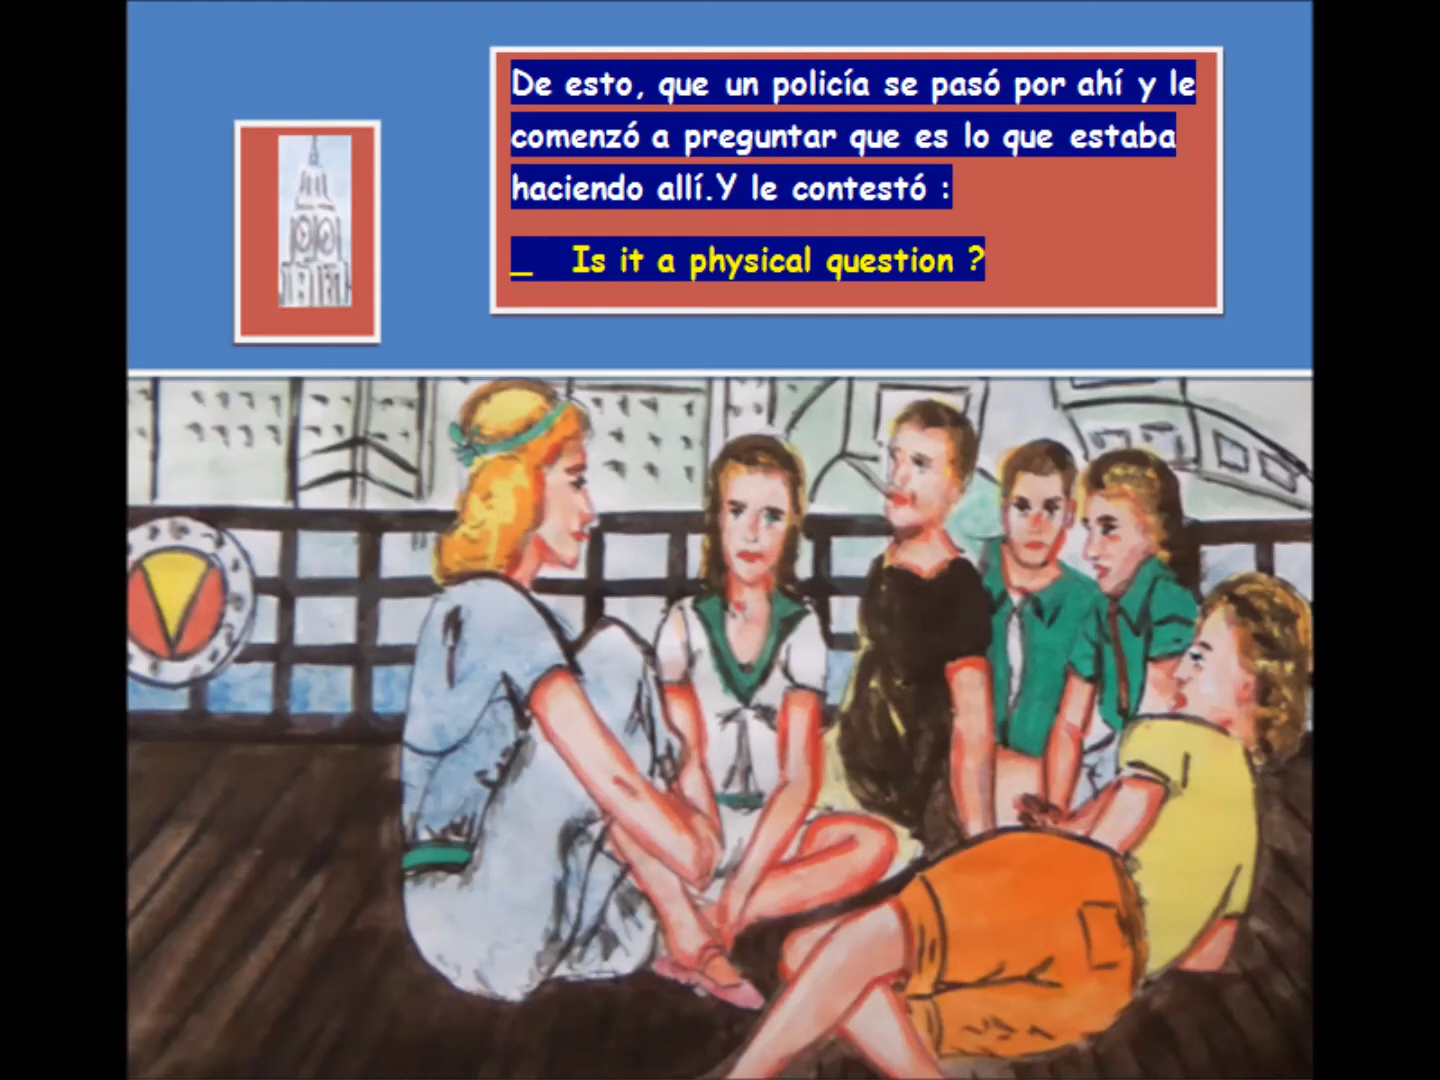 De esto, que un policía se pasó por ahí y le
comenzó a preguntar que es lo que estaba
haciendo allí.Y le contestó :
_ Is it a physical question ?